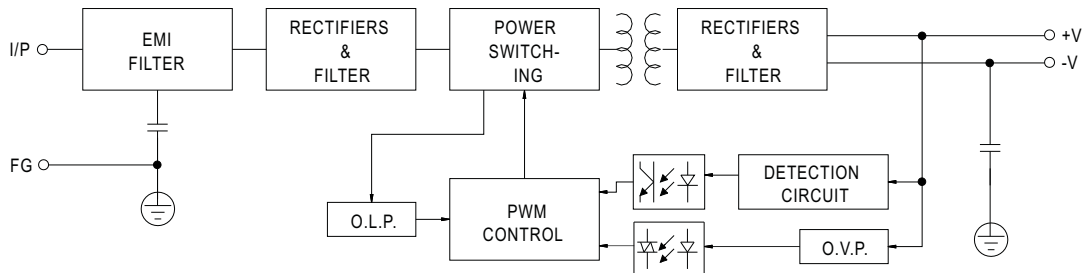 I/P
EMI
FILTER
RECTIFIERS
&
FILTER
POWER
SWITCH-
ING
RECTIFIERS
&
FILTER
+V
-V
FG
O.L.P.
PWM
CONTROL
DETECTION
CIRCUIT
O.V.P.